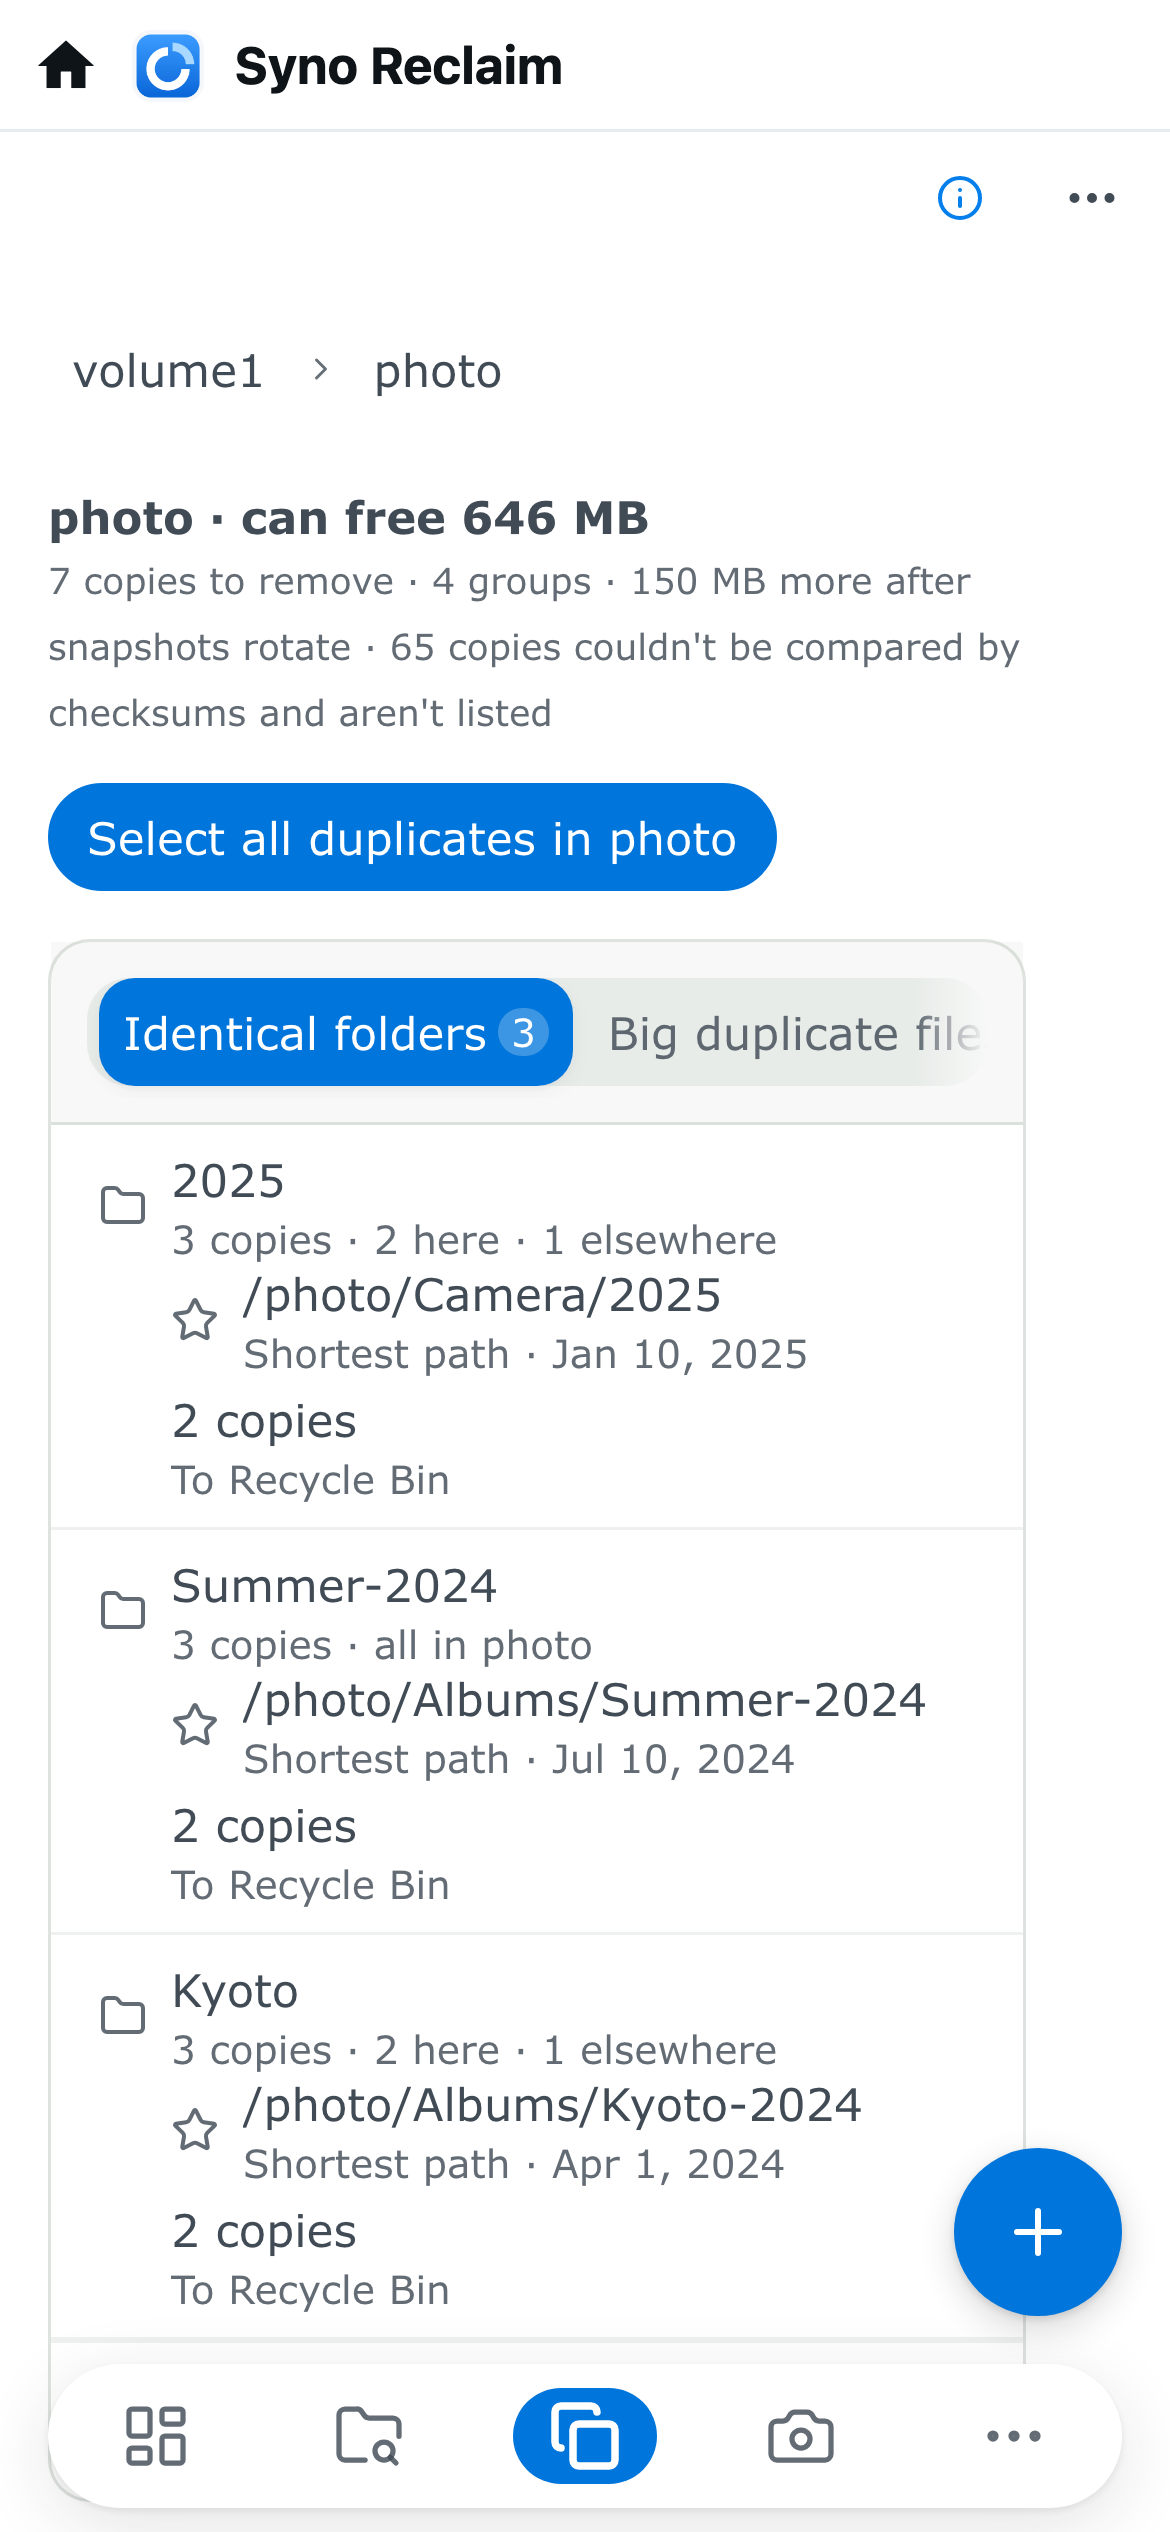 Syno Reclaim
volume1 > photo
photo · can free 646 MB
7 copies to remove · 4 groups · 150 MB more after
snapshots rotate · 65 copies couldn't be compared by
checksums and aren't listed
Select all duplicates in photo
Identical folders 3 Big duplicate file
2025
3 copies · 2 here · 1 elsewhere
/photo/Camera/2025
Shortest path · Jan 10, 2025
2 copies
To Recycle Bin
Summer-2024
3 copies · all in photo
/photo/Albums/Summer-2024
Shortest path · Jul 10, 2024
2 copies
To Recycle Bin
Kyoto
3 copies · 2 here · 1 elsewhere
/photo/Albums/Kyoto-2024
Shortest path · Apr 1, 2024
2 copies
To Recycle Bin